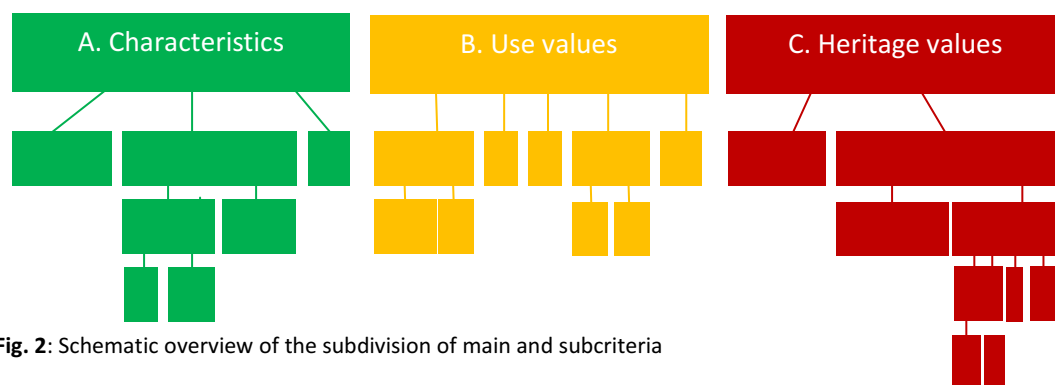 A. Characteristics
B. Use values
C. Heritage values
Fig. 2: Schematic overview of the subdivision of main and subcriteria